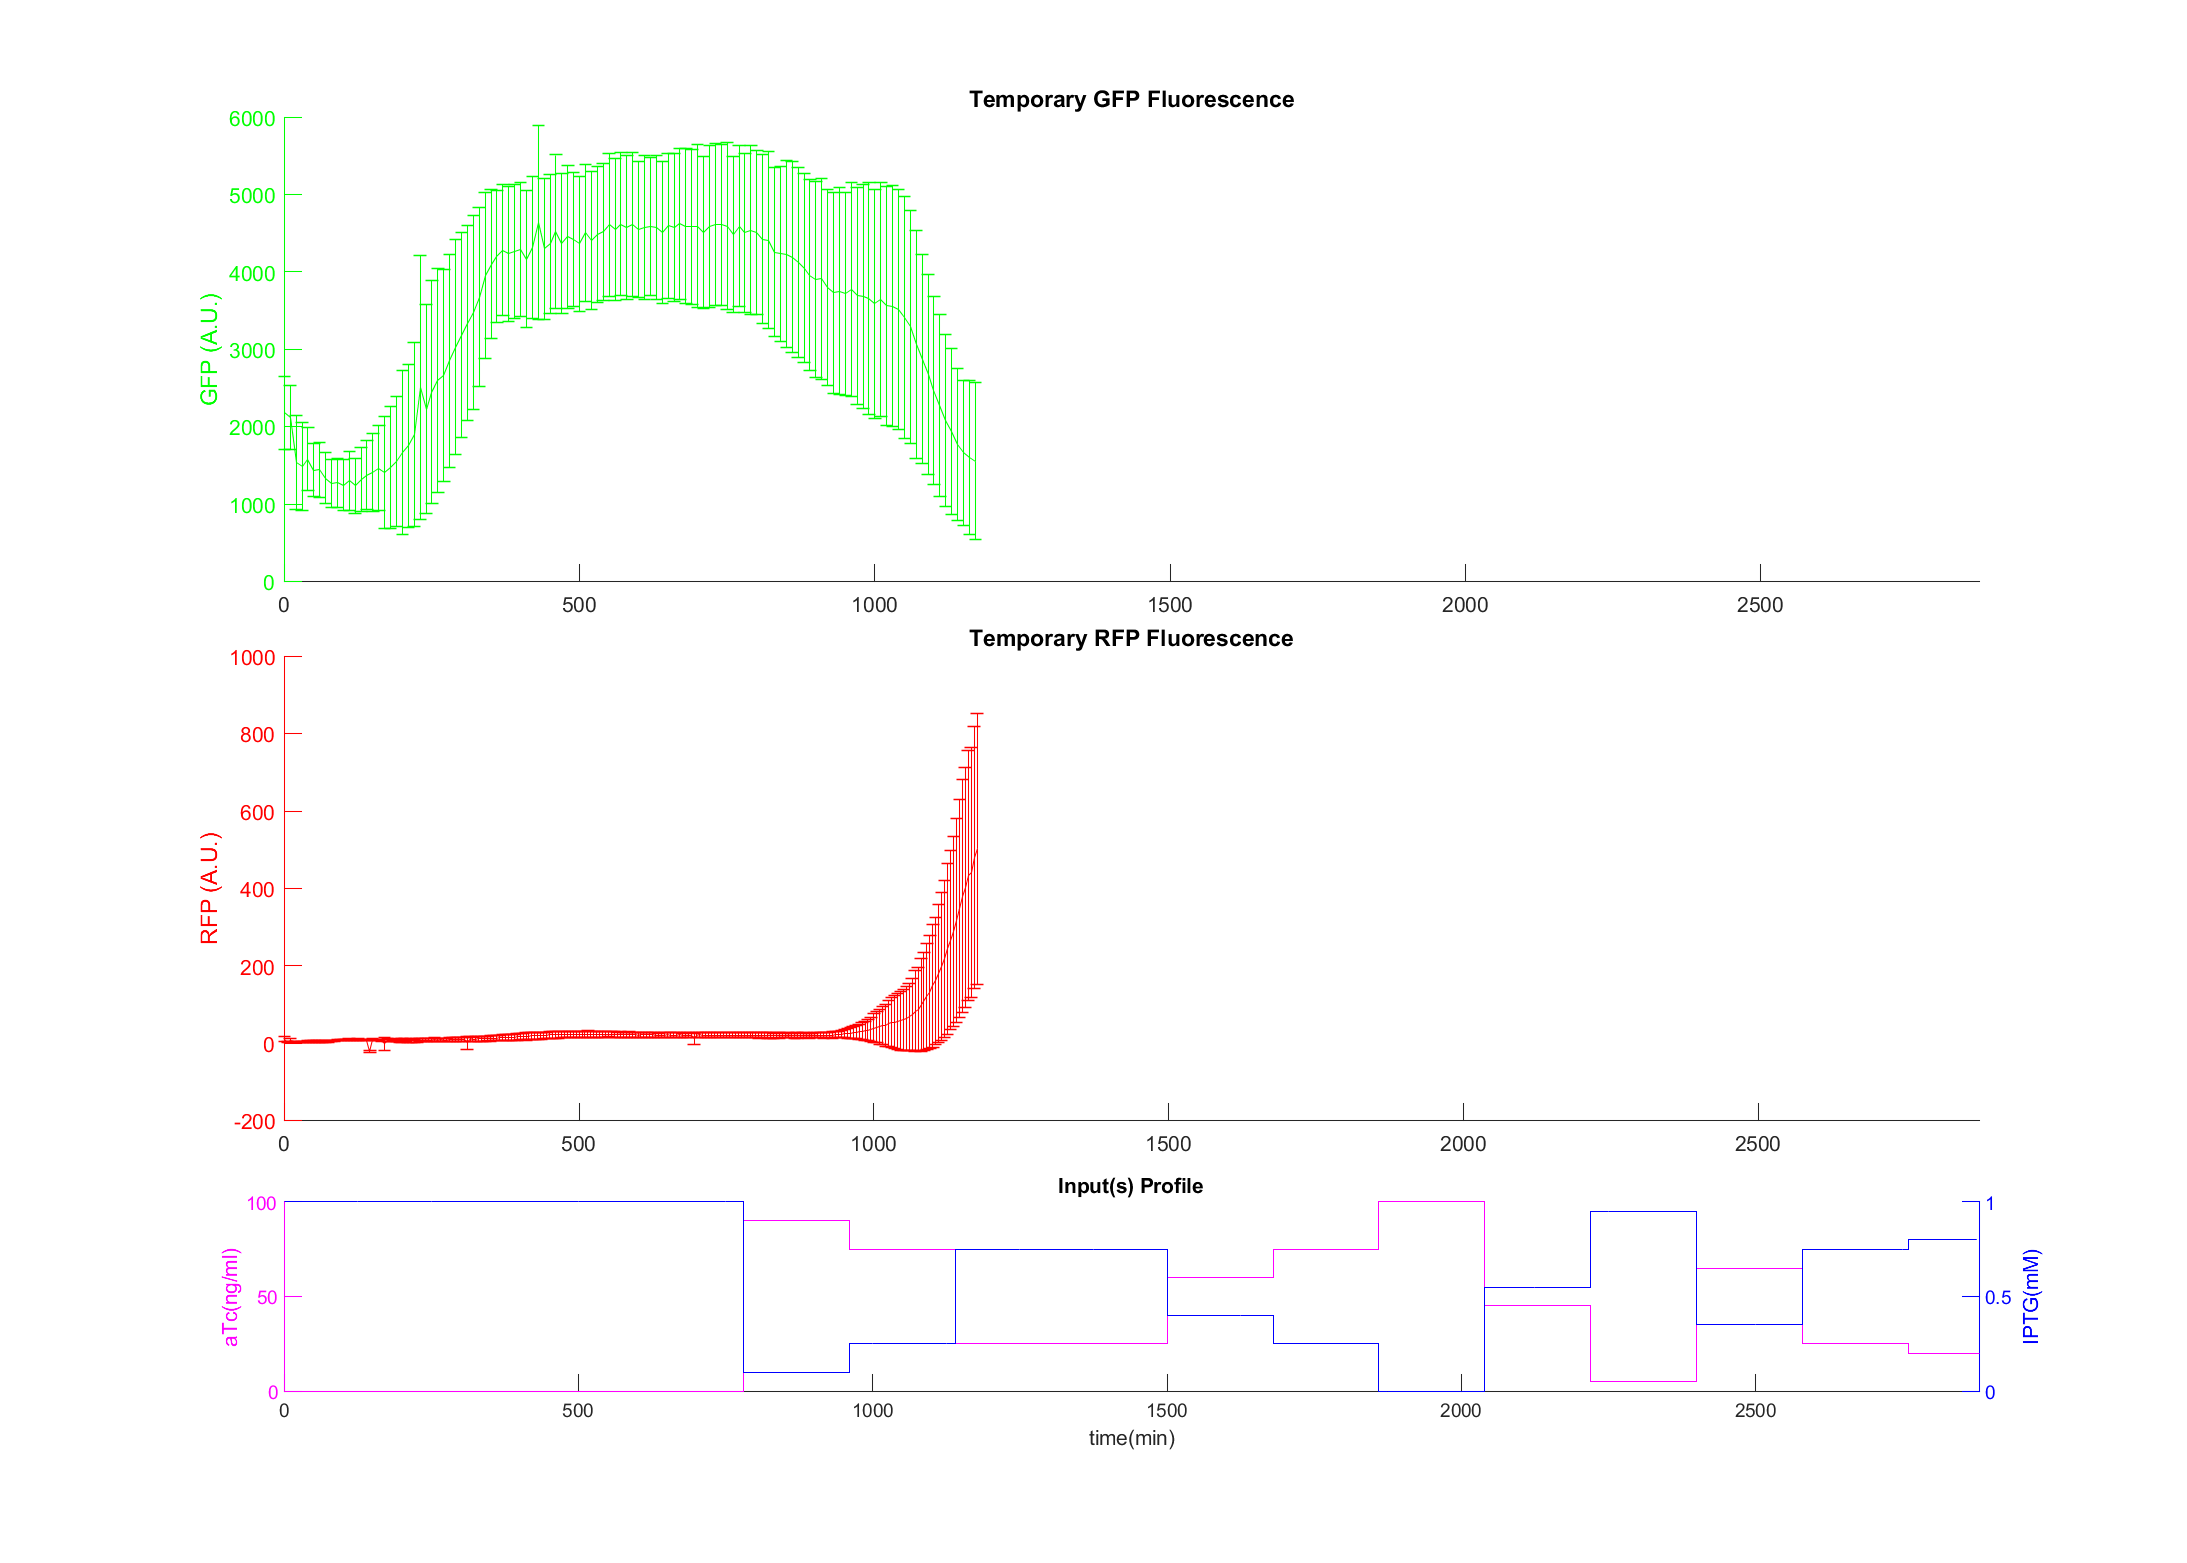 Temporary GFP Fluorescence
GFP (A.U.)
6000
5000
4000
3000
2000
1000
0
0 500 1000 1500 2000 2500
Temporary RFP Fluorescence
RFP (A.U.)
1000
800
600
400
200
0
-200
0 500 1000 1500 2000 2500
Input(s) Profile
aTc(ng/ml)
100
50
0
1
0.5
0
IPTG(mM)
0 500 1000 1500 2000 2500
time(min)